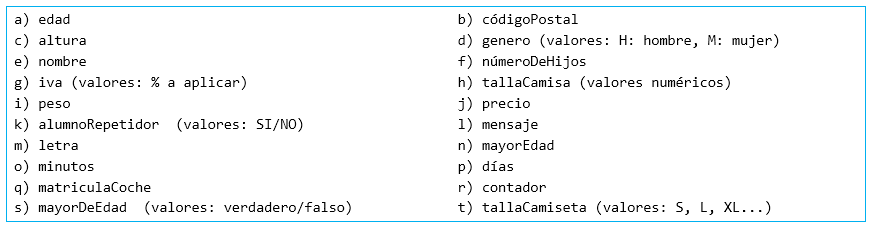 a) edad b) códigoPostal
c) altura d) genero (valores: H: hombre, M: mujer)
e) nombre f) númeroDeHijos
g) iva (valores: % a aplicar) h) tallaCamisa (valores numéricos)
i) peso j) precio
k) alumnoRepetidor (valores: SI/NO) l) mensaje
m) letra n) mayorEdad
o) minutos p) días
q) matriculaCoche r) contador
s) mayorDeEdad (valores: verdadero/falso) t) tallaCamiseta (valores: S, L, XL...)